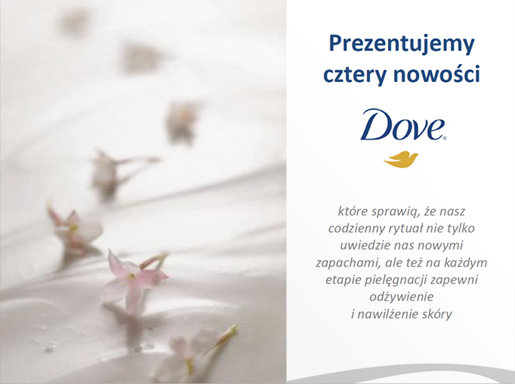 Prezentujemy
cztery nowości
Dove
które sprawią, że nasz
codzienny rytuał nie tylko
uwiedzie nas nowymi
zapachami, ale też na każdym
etapie pielęgnacji zapewni
odżywienie
i nawilżenie skóry